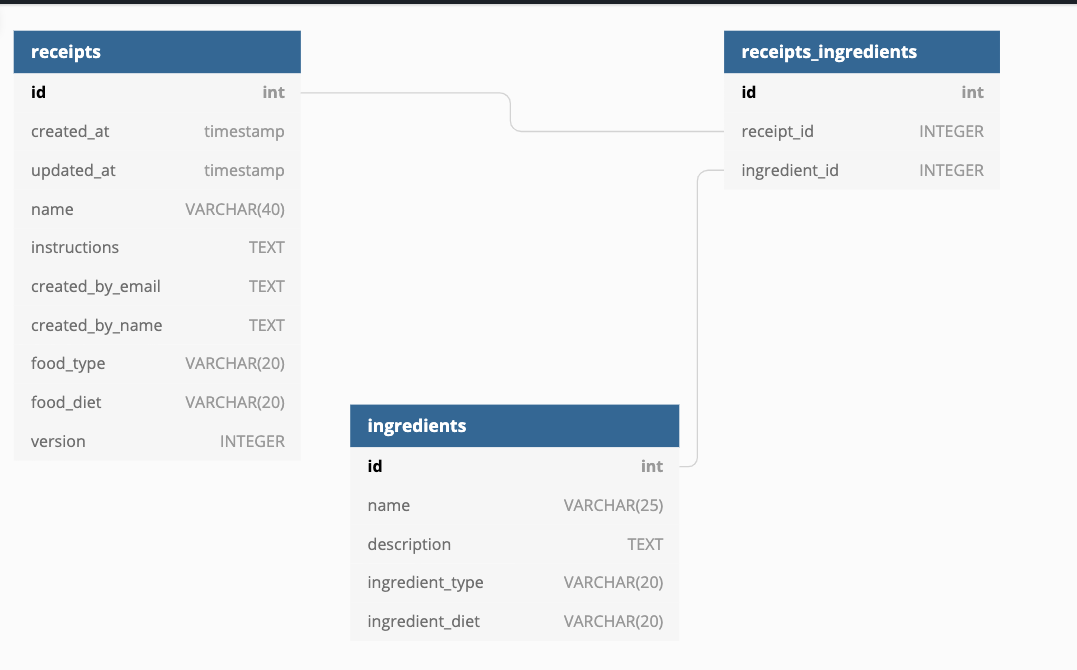 receipts
id int
created_at timestamp
updated_at timestamp
name VARCHAR(40)
instructions TEXT
created_by_email TEXT
created_by_name TEXT
food_type VARCHAR(20)
food_diet VARCHAR(20)
version INTEGER
receipts_ingredients
id int
receipt_id INTEGER
ingredient_id INTEGER
ingredients
id int
name VARCHAR(25)
description TEXT
ingredient_type VARCHAR(20)
ingredient_diet VARCHAR(20)